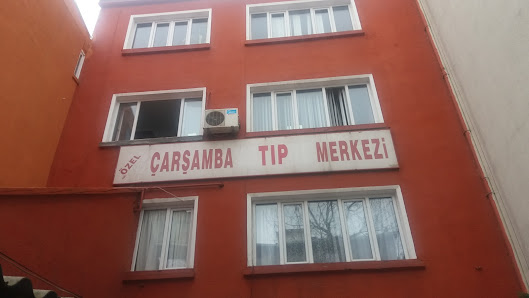 ÖZEL ÇARŞAMBA TIP MERKEZİ